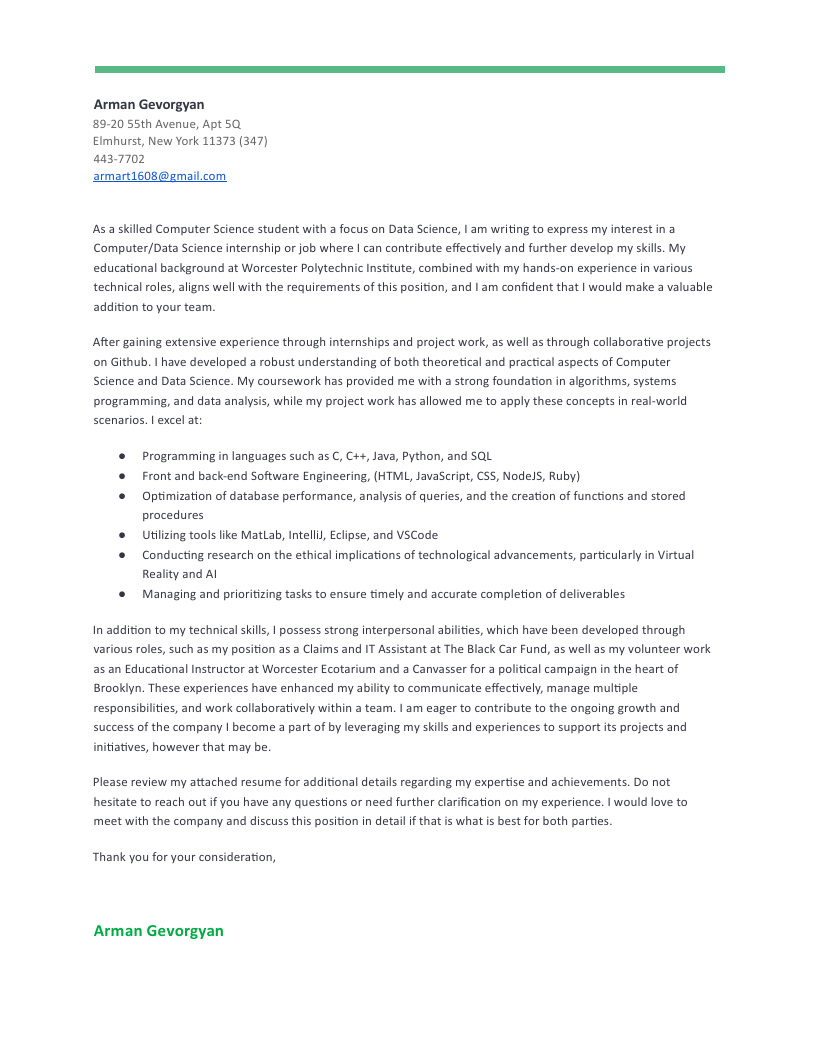 Arman Gevorgyan
89-20 55th Avenue, Apt 5Q
Elmhurst, New York 11373 (347)
443-7702
armart1608@gmail.com
As a skilled Computer Science student with a focus on Data Science, I am writing to express my interest in a
Computer/Data Science internship or job where I can contribute effectively and further develop my skills. My
educational background at Worcester Polytechnic Institute, combined with my hands-on experience in various
technical roles, aligns well with the requirements of this position, and I am confident that I would make a valuable
addition to your team.
After gaining extensive experience through internships and project work, as well as through collaborative projects
on Github. I have developed a robust understanding of both theoretical and practical aspects of Computer
Science and Data Science. My coursework has provided me with a strong foundation in algorithms, systems
programming, and data analysis, while my project work has allowed me to apply these concepts in real-world
scenarios. I excel at:
● Programming in languages such as C, C++, Java, Python, and SQL
● Front and back-end Software Engineering, (HTML, JavaScript, CSS, NodeJS, Ruby)
● Optimization of database performance, analysis of queries, and the creation of functions and stored
procedures
● Utilizing tools like MatLab, IntelliJ, Eclipse, and VSCode
● Conducting research on the ethical implications of technological advancements, particularly in Virtual
Reality and AI
● Managing and prioritizing tasks to ensure timely and accurate completion of deliverables
In addition to my technical skills, I possess strong interpersonal abilities, which have been developed through
various roles, such as my position as a Claims and IT Assistant at The Black Car Fund, as well as my volunteer work
as an Educational Instructor at Worcester Ecotarium and a Canvasser for a political campaign in the heart of
Brooklyn. These experiences have enhanced my ability to communicate effectively, manage multiple
responsibilities, and work collaboratively within a team. I am eager to contribute to the ongoing growth and
success of the company I become a part of by leveraging my skills and experiences to support its projects and
initiatives, however that may be.
Please review my attached resume for additional details regarding my expertise and achievements. Do not
hesitate to reach out if you have any questions or need further clarification on my experience. I would love to
meet with the company and discuss this position in detail if that is what is best for both parties.
Thank you for your consideration,
Arman Gevorgyan